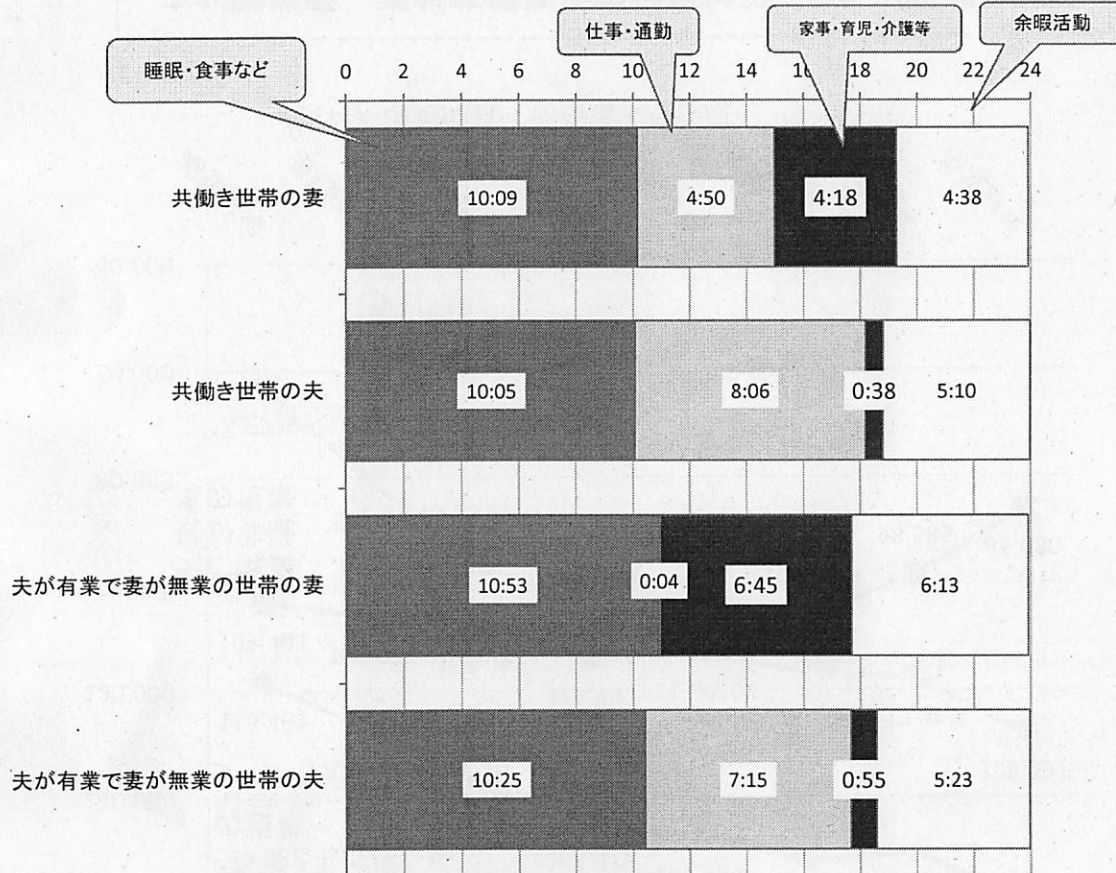 仕事・通勤
家事・育児・介護等
余暇活動
睡眠・食事など
0 2 4 6 8 10 12 14 18 20 22 24
共働き世帯の妻 10:09 4:50 4:18 4:38
共働き世帯の夫 10:05 8:06 0:38 5:10
夫が有業で妻が無業の世帯の妻 10:53 0:04 6:45 6:13
夫が有業で妻が無業の世帯の夫 10:25 7:15 0:55 5:23